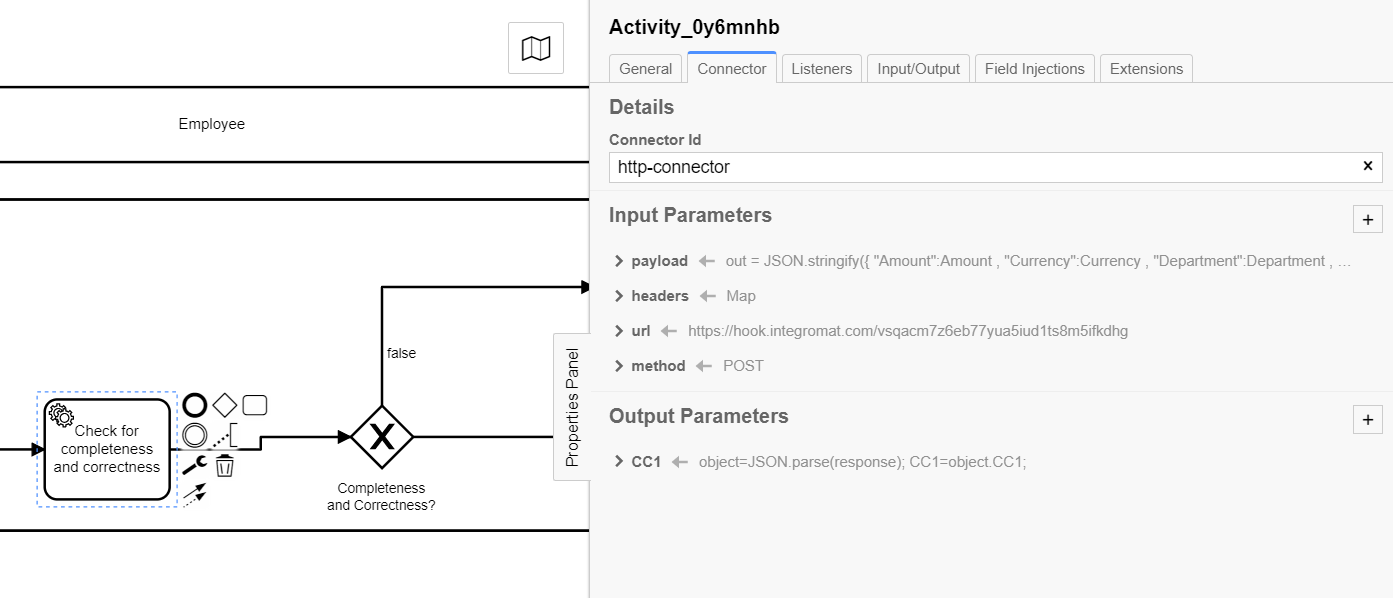 Employee
false
Check for
completeness
and correctness
Completeness
and Correctness?
Properties Panel
Activity_0y6mnhb
General
Connector
Listeners
Input/Output
Field Injections
Extensions
Details
Connector Id
http-connector
Input Parameters
payload out = JSON.stringify({ "Amount":Amount , "Currency":Currency , "Department":Department , ...
headers Map
url https://hook.integromat.com/vsqacm7z6eb77yua5iud1ts8m5ifkdhg
method POST
Output Parameters
CC1 object=JSON.parse(response); CC1=object.CC1;